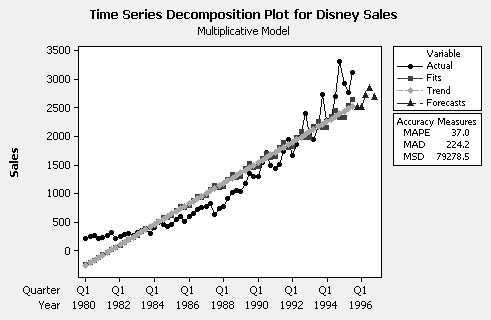 Time Series Decomposition Plot for Disney Sales
Multiplicative Model
Sales
3500
3000
2500
2000
1500
1000
500
0
Quarter Q1 Q1 Q1 Q1 Q1 Q1 Q1 Q1 Q1
Year 1980 1982 1984 1986 1988 1990 1992 1994 1996
Variable
Actual
Fits
Trend
Forecasts
Accuracy Measures
MAPE 37.0
MAD 224.2
MSD 79278.5